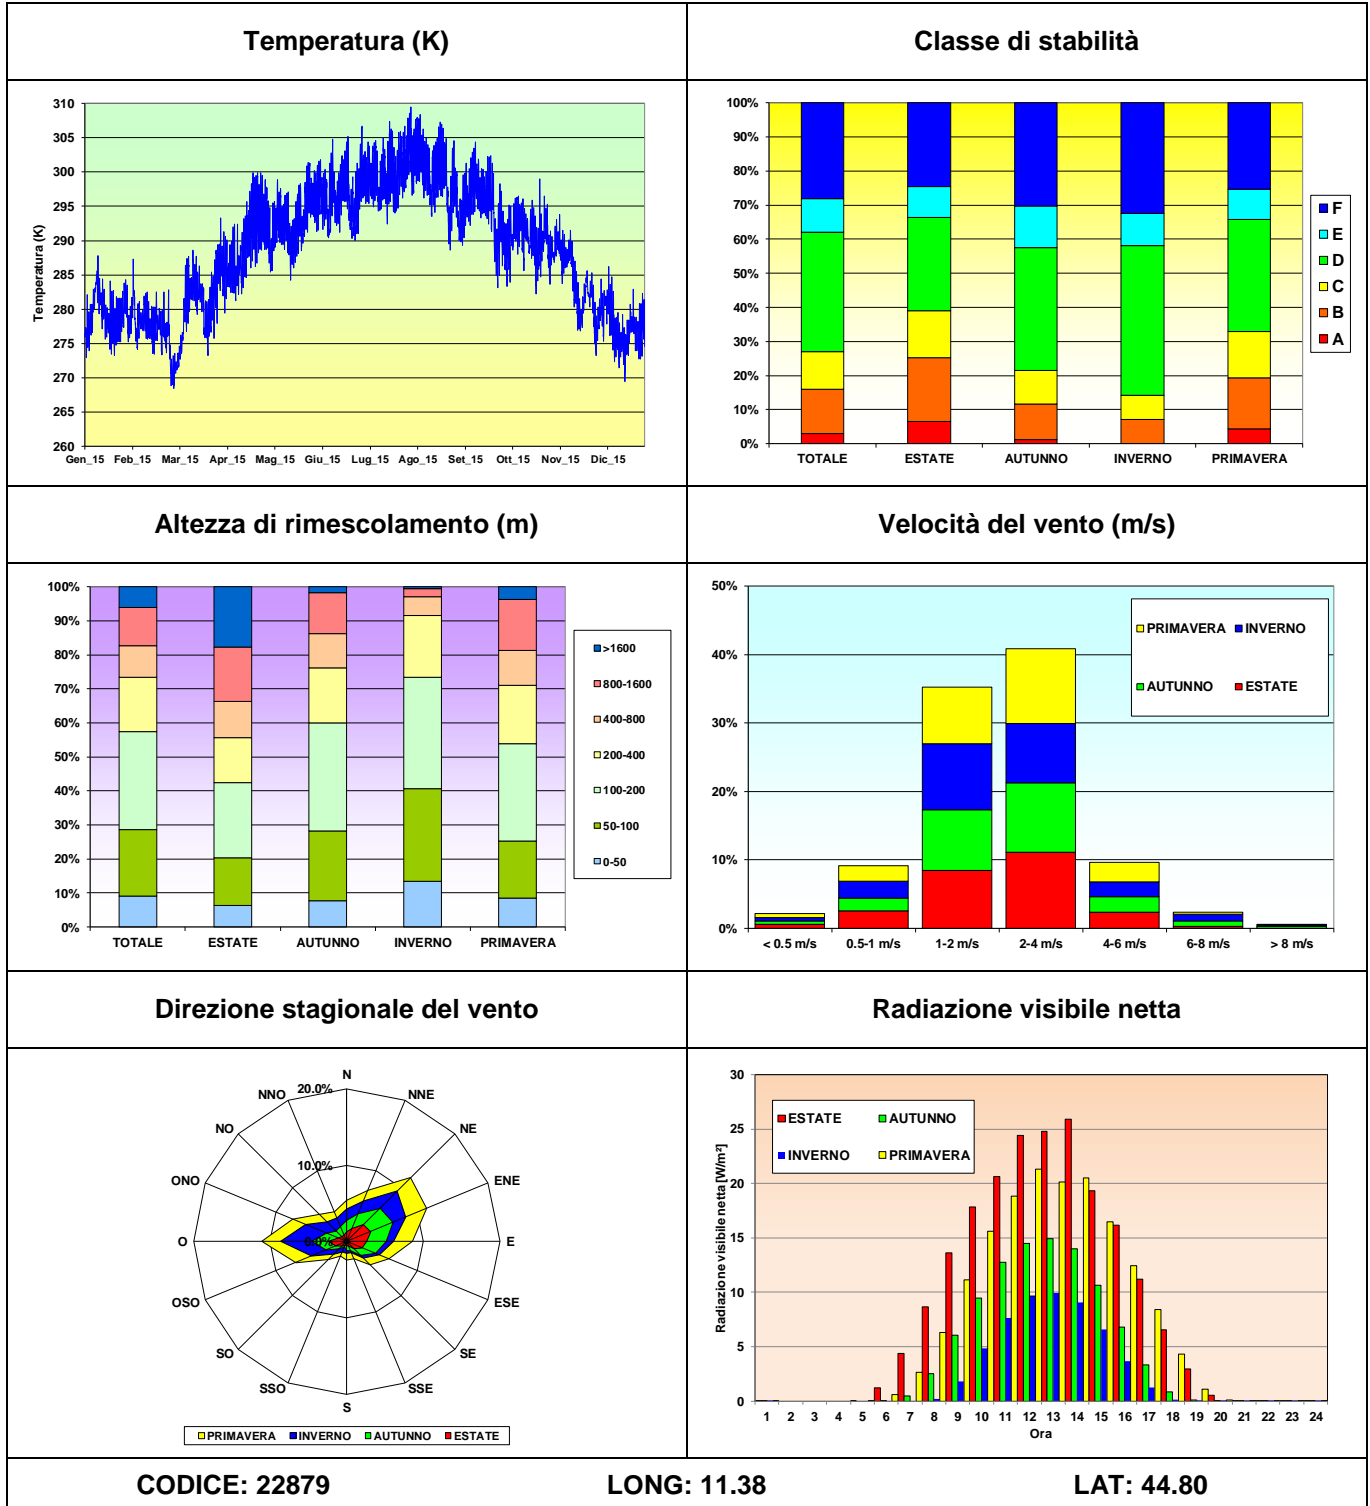 Temperatura (K)
Classe di stabilità
310
305
300
295
290
285
280
275
270
265
260
Temperatura (K)
Gen_15 Feb_15 Mar_15 Apr_15 Mag_15 Giu_15 Lug_15 Ago_15 Set_15 Ott_15 Nov_15 Dic_15
100%
90%
80%
70%
60%
50%
40%
30%
20%
10%
0%
TOTALE ESTATE AUTUNNO INVERNO PRIMAVERA
F
E
D
C
B
A
Altezza di rimescolamento (m)
Velocità del vento (m/s)
100%
90%
80%
70%
60%
50%
40%
30%
20%
10%
0%
TOTALE ESTATE AUTUNNO INVERNO PRIMAVERA
>1600
800-1600
400-800
200-400
100-200
50-100
0-50
50%
40%
30%
20%
10%
0%
PRIMAVERA INVERNO
AUTUNNO ESTATE
< 0.5 m/s 0.5-1 m/s 1-2 m/s 2-4 m/s 4-6 m/s 6-8 m/s > 8 m/s
Direzione stagionale del vento
Radiazione visibile netta
N
NNE
NE
ENE
E
ESE
SE
SSE
S
SSO
SO
OSO
O
ONO
NO
NNO
20.0%
10.0%
0.0%
PRIMAVERA INVERNO AUTUNNO ESTATE
30
25
20
15
10
5
0
Radiazione visibile netta [W/m²]
ESTATE AUTUNNO
INVERNO PRIMAVERA
1 2 3 4 5 6 7 8 9 10 11 12 13 14 15 16 17 18 19 20 21 22 23 24
Ora
CODICE: 22879 LONG: 11.38 LAT: 44.80